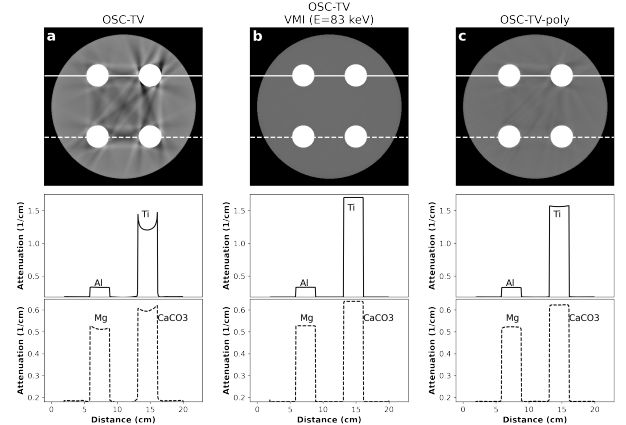 OSC-TV
OSC-TV
VMI (E=83 keV)
OSC-TV-poly
a
b
c
Attenuation (1/cm)
1.5
1.0
0.5
Ti
Al
Attenuation (1/cm)
1.5
1.0
0.5
Ti
Al
Attenuation (1/cm)
1.5
1.0
0.5
Ti
Al
Attenuation (1/cm)
0.6
0.5
0.4
0.3
0.2
Mg
CaCO3
0
5
10
15
20
Distance (cm)
Attenuation (1/cm)
0.6
0.5
0.4
0.3
0.2
Mg
CaCO3
0
5
10
15
20
Distance (cm)
Attenuation (1/cm)
0.6
0.5
0.4
0.3
0.2
Mg
CaCO3
0
5
10
15
20
Distance (cm)